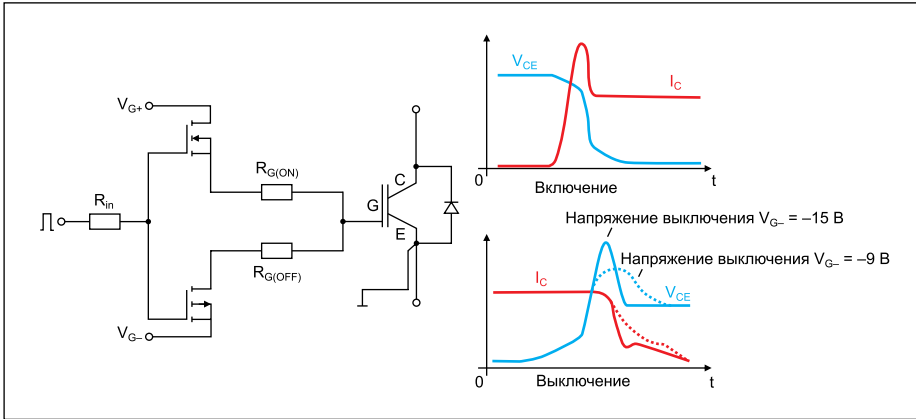 V_G+
R_in
R_G(ON)
R_G(OFF)
V_G–
C
G
E
V_CE
I_C
0
t
Включение
Напряжение выключения V_G– = –15 В
Напряжение выключения V_G– = –9 В
I_C
V_CE
0
t
Выключение